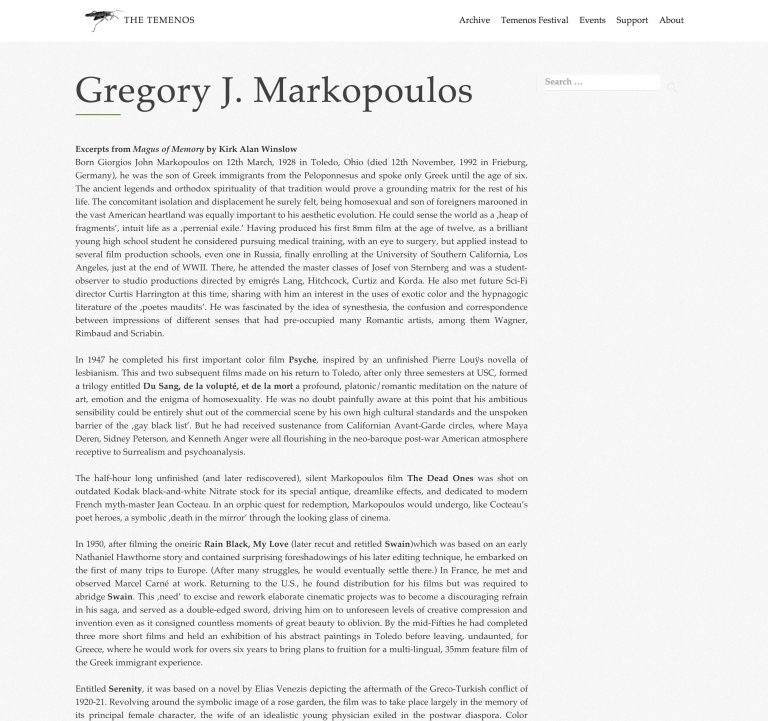 THE TEMENOS
Archive Temenos Festival Events Support About
Gregory J. Markopoulos
Search ...
Excerpts from Magus of Memory by Kirk Alan Winslow
Born Giorgios John Markopoulos on 12th March, 1928 in Toledo, Ohio (died 12th November, 1992 in Frieburg,
Germany), he was the son of Greek immigrants from the Peloponnesus and spoke only Greek until the age of six.
The ancient legends and orthodox spirituality of that tradition would prove a grounding matrix for the rest of his
life. The concomitant isolation and displacement he surely felt, being homosexual and son of foreigners marooned in
the vast American heartland was equally important to his aesthetic evolution. He could sense the world as a ‚heap of
fragments', intuit life as a ‚perrenial exile.' Having produced his first 8mm film at the age of twelve, as a brilliant
young high school student he considered pursuing medical training, with an eye to surgery, but applied instead to
several film production schools, even one in Russia, finally enrolling at the University of Southern California, Los
Angeles, just at the end of WWII. There, he attended the master classes of Josef von Sternberg and was a student-
observer to studio productions directed by emigrés Lang, Hitchcock, Curtiz and Korda. He also met future Sci-Fi
director Curtis Harrington at this time, sharing with him an interest in the uses of exotic color and the hypnagogic
literature of the ‚poetes maudits'. He was fascinated by the idea of synesthesia, the confusion and correspondence
between impressions of different senses that had pre-occupied many Romantic artists, among them Wagner,
Rimbaud and Scriabin.
In 1947 he completed his first important color film Psyche, inspired by an unfinished Pierre Louÿs novella of
lesbianism. This and two subsequent films made on his return to Toledo, after only three semesters at USC, formed
a trilogy entitled Du Sang, de la volupté, et de la mort a profound, platonic/romantic meditation on the nature of
art, emotion and the enigma of homosexuality. He was no doubt painfully aware at this point that his ambitious
sensibility could be entirely shut out of the commercial scene by his own high cultural standards and the unspoken
barrier of the ‚gay black list'. But he had received sustenance from Californian Avant-Garde circles, where Maya
Deren, Sidney Peterson, and Kenneth Anger were all flourishing in the neo-baroque post-war American atmosphere
receptive to Surrealism and psychoanalysis.
The half-hour long unfinished (and later rediscovered), silent Markopoulos film The Dead Ones was shot on
outdated Kodak black-and-white Nitrate stock for its special antique, dreamlike effects, and dedicated to modern
French myth-master Jean Cocteau. In an orphic quest for redemption, Markopoulos would undergo, like Cocteau's
poet heroes, a symbolic ‚death in the mirror' through the looking glass of cinema.
In 1950, after filming the oneiric Rain Black, My Love (later recut and retitled Swain)which was based on an early
Nathaniel Hawthorne story and contained surprising foreshadowings of his later editing technique, he embarked on
the first of many trips to Europe. (After many struggles, he would eventually settle there.) In France, he met and
observed Marcel Carné at work. Returning to the U.S., he found distribution for his films but was required to
abridge Swain. This ‚need' to excise and rework elaborate cinematic projects was to become a discouraging refrain
in his saga, and served as a double-edged sword, driving him on to unforeseen levels of creative compression and
invention even as it consigned countless moments of great beauty to oblivion. By the mid-Fifties he had completed
three more short films and held an exhibition of his abstract paintings in Toledo before leaving, undaunted, for
Greece, where he would work for overs six years to bring plans to fruition for a multi-lingual, 35mm feature film of
the Greek immigrant experience.
Entitled Serenity, it was based on a novel by Elias Venezis depicting the aftermath of the Greco-Turkish conflict of
1920-21. Revolving around the symbolic image of a rose garden, the film was to take place largely in the memory of
its principal female character, the wife of an idealistic young physician exiled in the postwar diaspora. Color